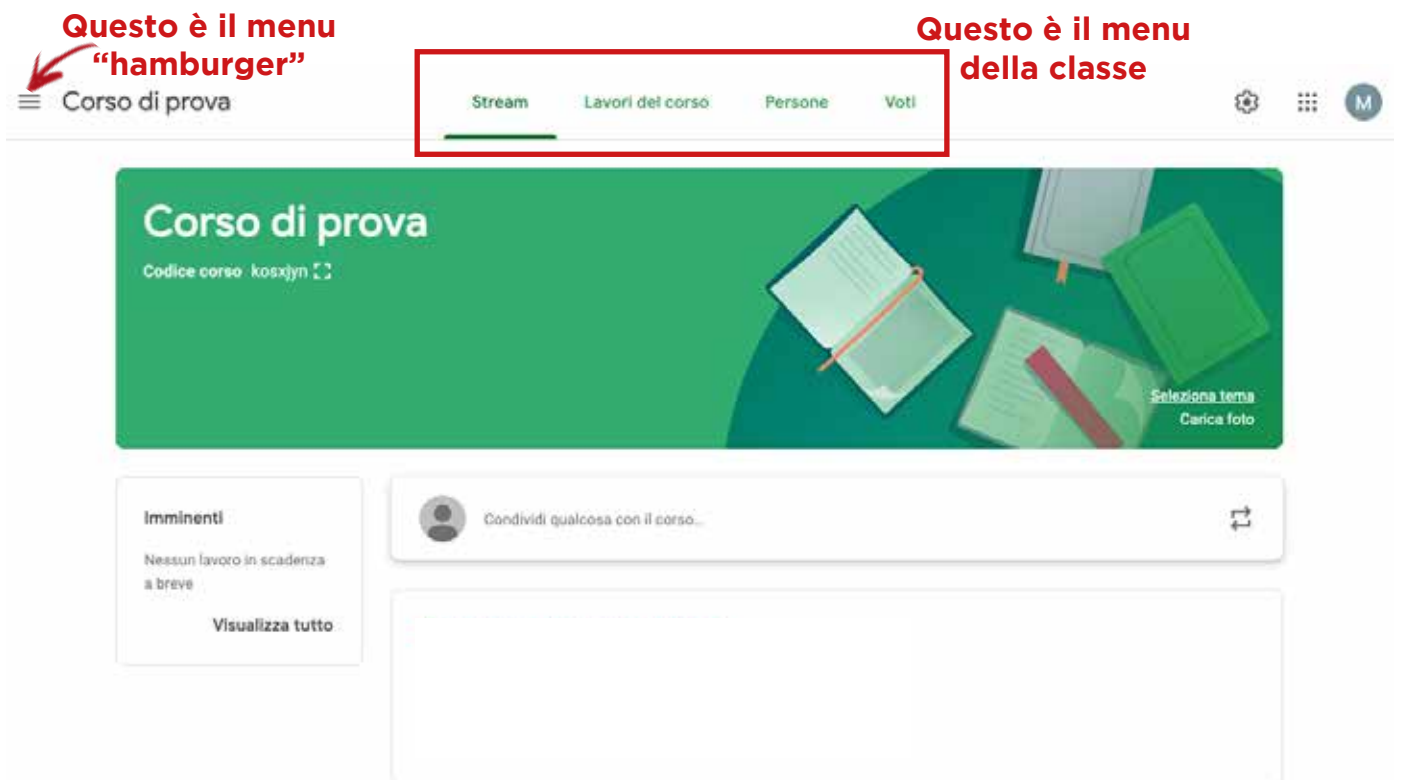 Questo è il menu
“hamburger”
Questo è il menu
della classe
Corso di prova
Stream Lavori del corso Persone Voti
M
Corso di prova
Codice corso kosxjyn
Seleziona tema
Carica foto
Imminenti
Nessun lavoro in scadenza
a breve
Visualizza tutto
Condividi qualcosa con il corso...